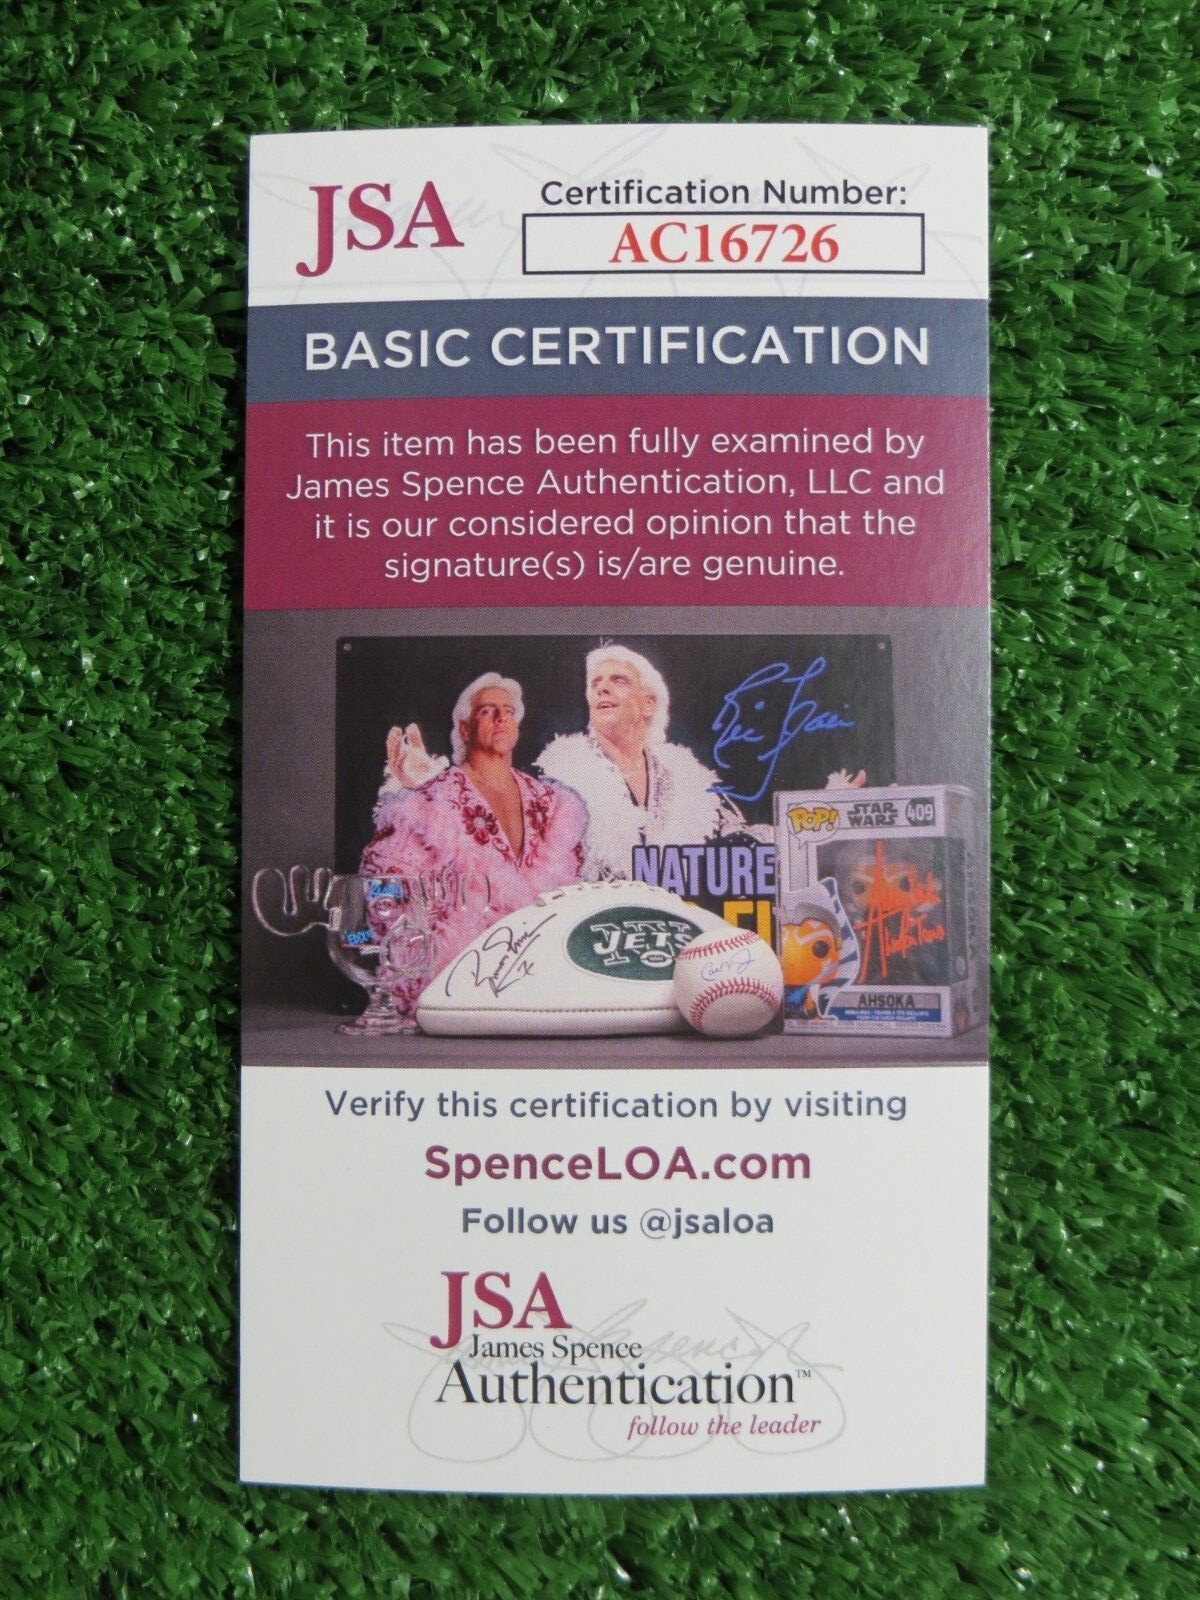 JSA
Certification Number:
AC16726
BASIC CERTIFICATION
This item has been fully examined by
James Spence Authentication, LLC and
it is our considered opinion that the
signature(s) is/are genuine.
NATURE
POP!
STAR
WARS
409
JETS
AHSOKA
Verify this certification by visiting
SpenceLOA.com
Follow us @jsaloa
JSA
James Spence
Authentication™
follow the leader